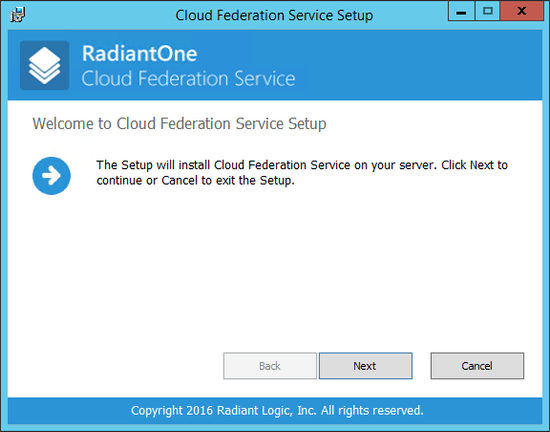 Cloud Federation Service Setup
RadiantOne
Cloud Federation Service
Welcome to Cloud Federation Service Setup
The Setup will install Cloud Federation Service on your server. Click Next to
continue or Cancel to exit the Setup.
Back
Next
Cancel
Copyright 2016 Radiant Logic, Inc. All rights reserved.